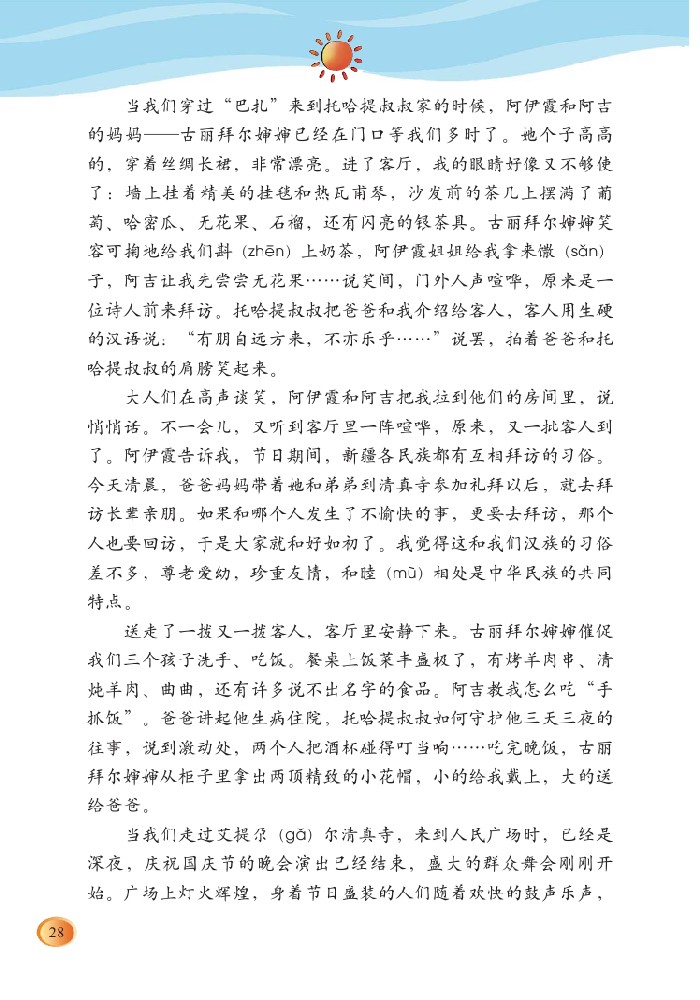 当我们穿过“巴扎”来到托哈提叔叔家的时候，阿伊霞和阿吉
的妈妈——古丽拜尔婶婶已经在门口等我们多时了。她个子高高
的，穿着丝绸长裙，非常漂亮。进了客厅，我的眼睛好像又不够使
了：墙上挂着精美的挂毯和热瓦甫琴，沙发前的茶几上摆满了葡
萄、哈密瓜、无花果、石榴，还有闪亮的银茶具。古丽拜尔婶婶笑
容可掬地给我们斟（zhēn）上奶茶，阿伊霞姐姐给我拿来馓（sǎn）
子，阿吉让我先尝尝无花果……说笑间，门外人声喧哗，原来是一
位诗人前来拜访。托哈提叔叔把爸爸和我介绍给客人，客人用生硬
的汉语说：“有朋自远方来，不亦乐乎……”说罢，拍着爸爸和托
哈提叔叔的肩膀笑起来。
大人们在高声谈笑，阿伊霞和阿吉把我拉到他们的房间里，说
悄悄话。不一会儿，又听到客厅里一阵喧哗，原来，又一批客人到
了。阿伊霞告诉我，节日期间，新疆各民族都有互相拜访的习俗。
今天清晨，爸爸妈妈带着她和弟弟到清真寺参加礼拜以后，就去拜
访长辈亲朋。如果和哪个人发生了不愉快的事，更要去拜访，那个
人也要回访，于是大家就和好如初了。我觉得这和我们汉族的习俗
差不多，尊老爱幼，珍重友情，和睦（mù）相处是中华民族的共同
特点。
送走了一拨又一拨客人，客厅里安静下来。古丽拜尔婶婶催促
我们三个孩子洗手、吃饭。餐桌上饭菜丰盛极了，有烤羊肉串、清
炖羊肉、曲曲，还有许多说不出名字的食品。阿吉教我怎么吃“手
抓饭”。爸爸讲起他生病住院，托哈提叔叔如何守护他三天三夜的
往事，说到激动处，两个人把酒杯碰得叮当响……吃完晚饭，古丽
拜尔婶婶从柜子里拿出两顶精致的小花帽，小的给我戴上，大的送
给爸爸。
当我们走过艾提尕（gǎ）尔清真寺，来到人民广场时，已经是
深夜，庆祝国庆节的晚会演出已经结束，盛大的群众舞会刚刚开
始。广场上灯火辉煌，身着节日盛装的人们随着欢快的鼓声乐声，
28